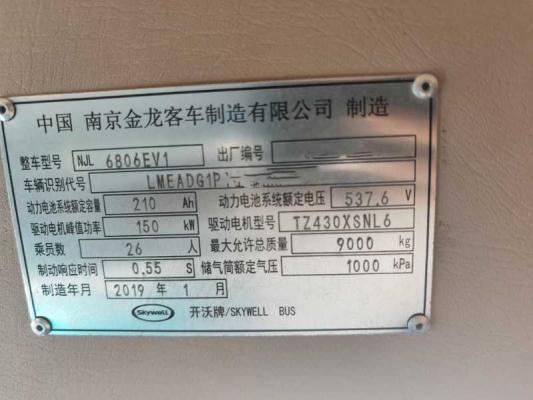 中国 南京金龙客车制造有限公司 制造
整车型号 NJL 6806EV1 出厂编号
车辆识别代号 LMEADG1P
动力电池系统额定容量 210 Ah 动力电池系统额定电压 537.6 V
驱动电机峰值功率 150 kW 驱动电机型号 TZ430XSNL6
乘员数 26 人 最大允许总质量 9000 kg
制动响应时间 0.55 S 储气筒额定气压 1000 kPa
制造年月 2019 年 1 月
Skywell 开沃牌/SKYWELL BUS